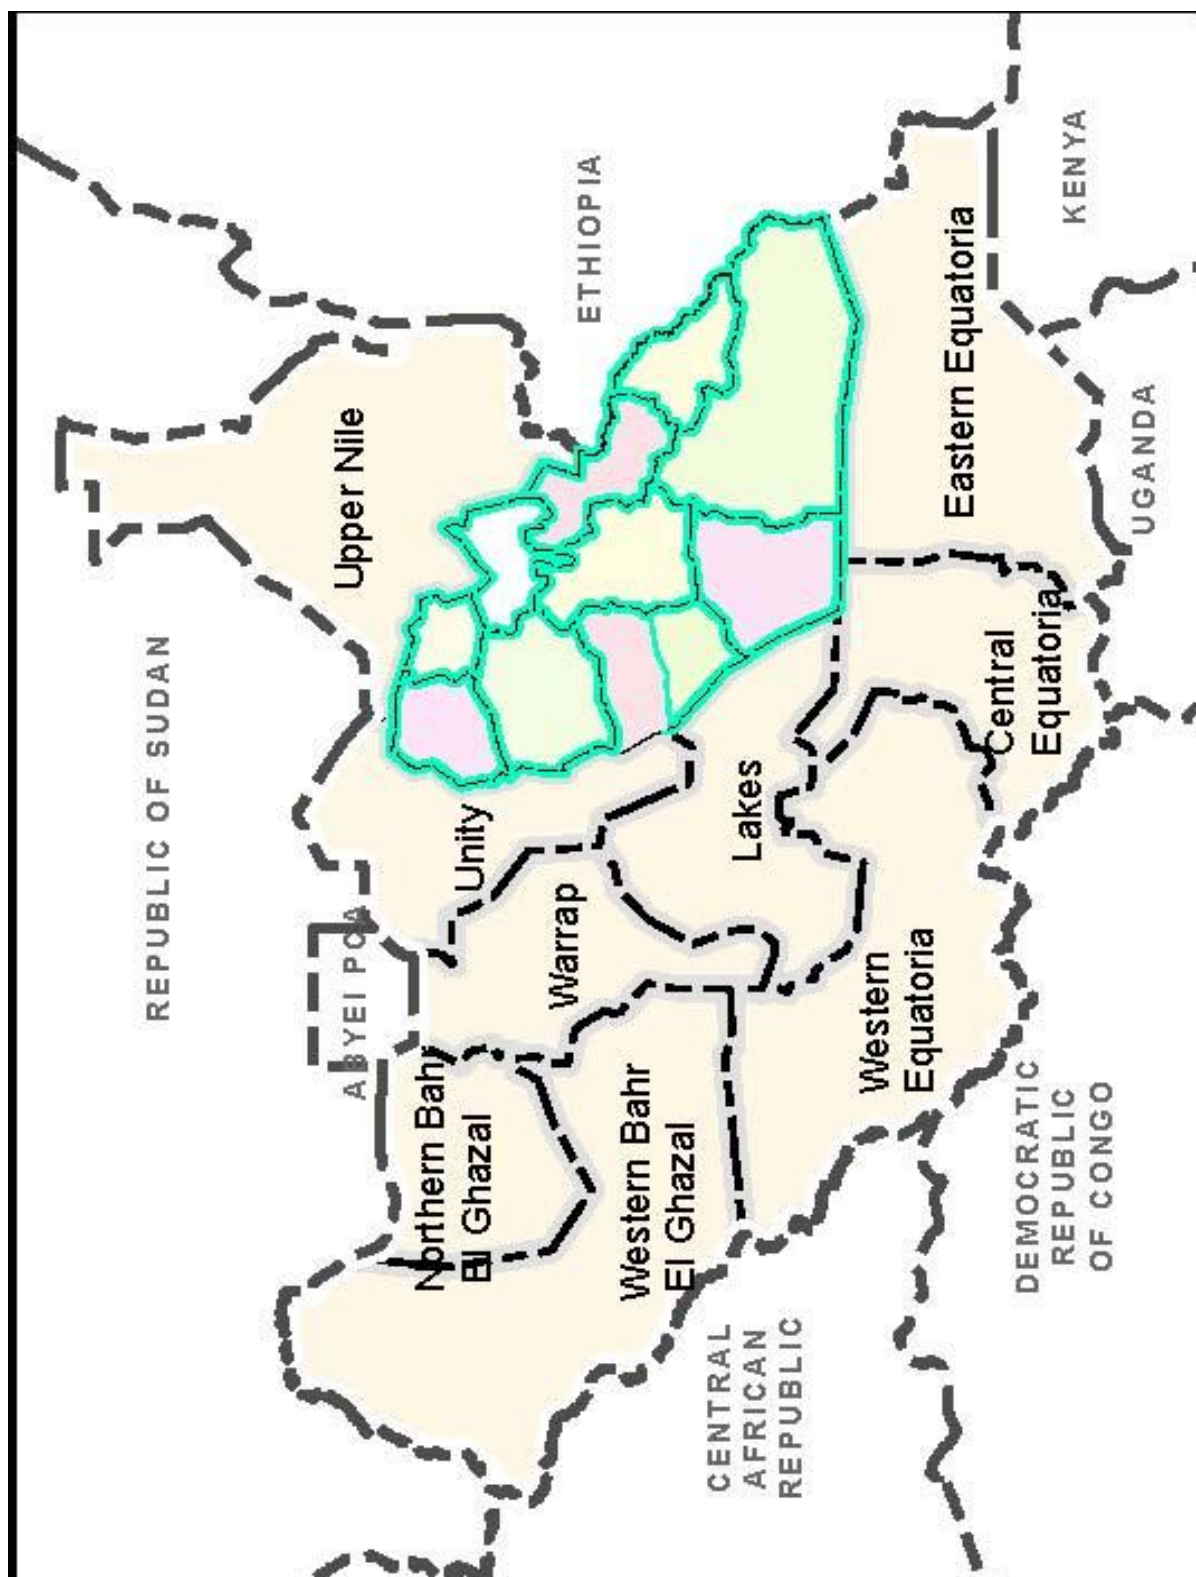 REPUBLIC OF SUDAN
ABYEI PCA
Upper Nile
ETHIOPIA
Northern Bahr
El Ghazal
Unity
Warrap
Western Bahr
El Ghazal
Lakes
CENTRAL
AFRICAN
REPUBLIC
Western
Equatoria
Eastern Equatoria
Central
Equatoria
DEMOCRATIC
REPUBLIC
OF CONGO
KENYA
UGANDA